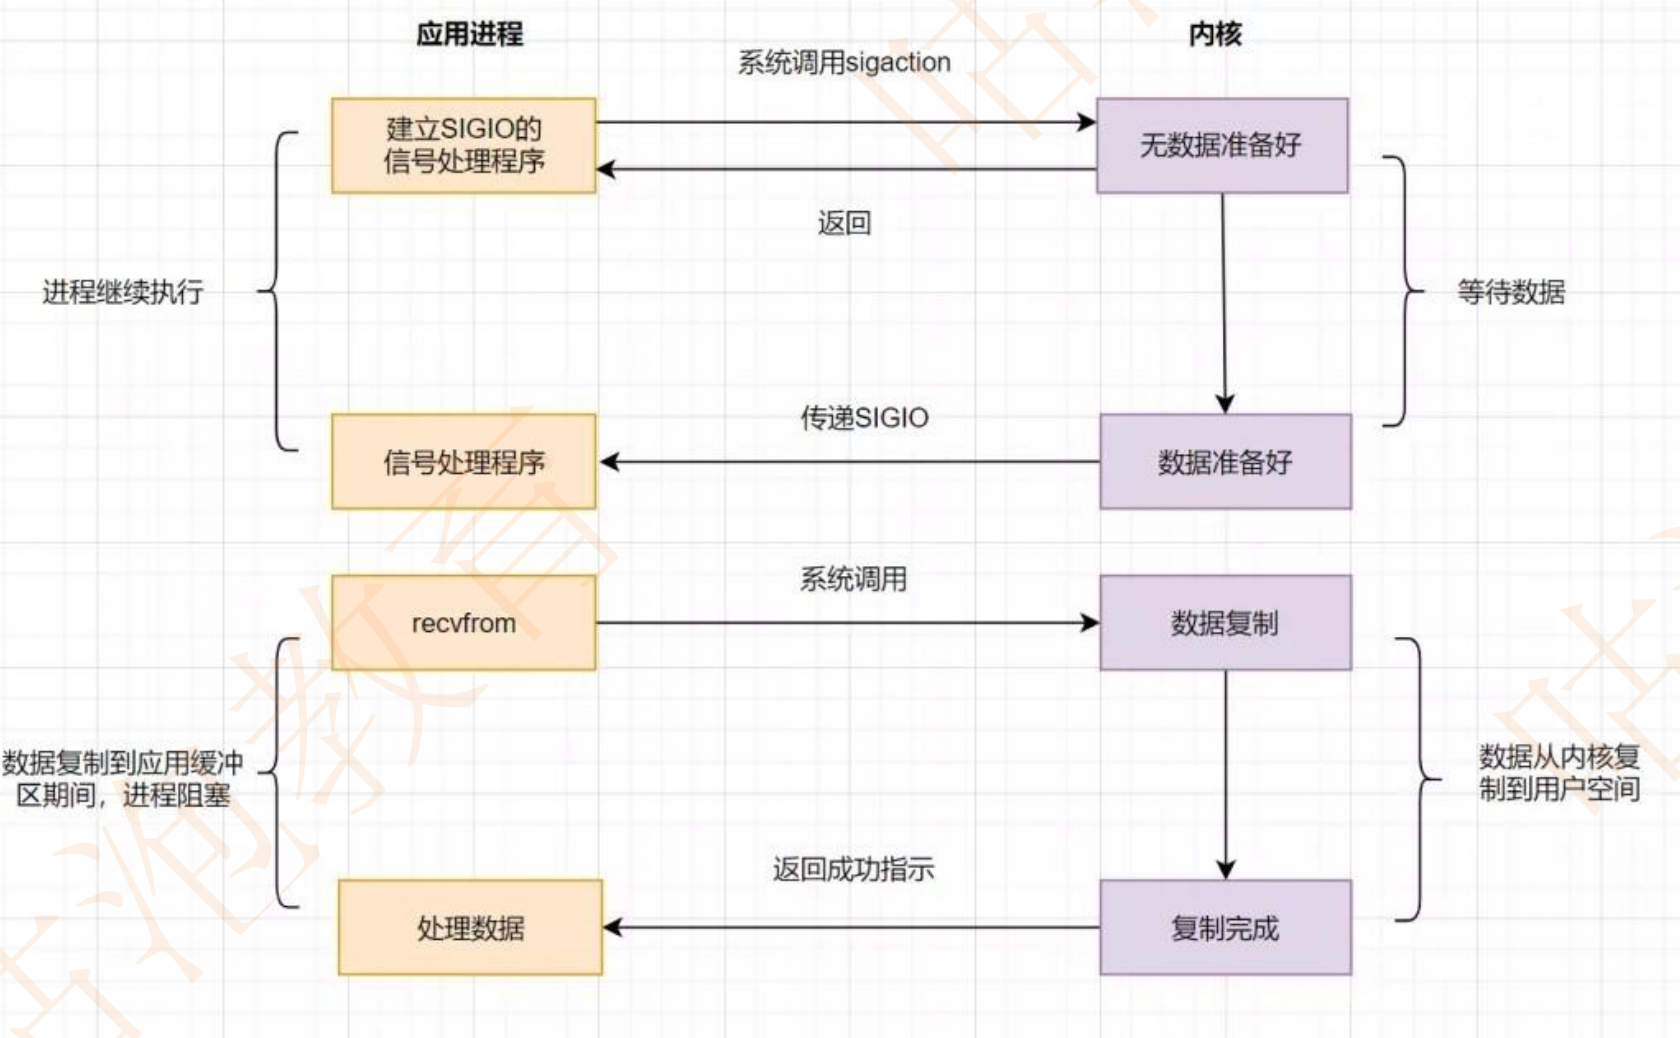 应用进程
内核
系统调用sigaction
建立SIGIO的
信号处理程序
无数据准备好
返回
进程继续执行
等待数据
传递SIGIO
信号处理程序
数据准备好
系统调用
recvfrom
数据复制
数据复制到应用缓冲
区期间，进程阻塞
数据从内核复
制到用户空间
返回成功指示
处理数据
复制完成
咕泡教育